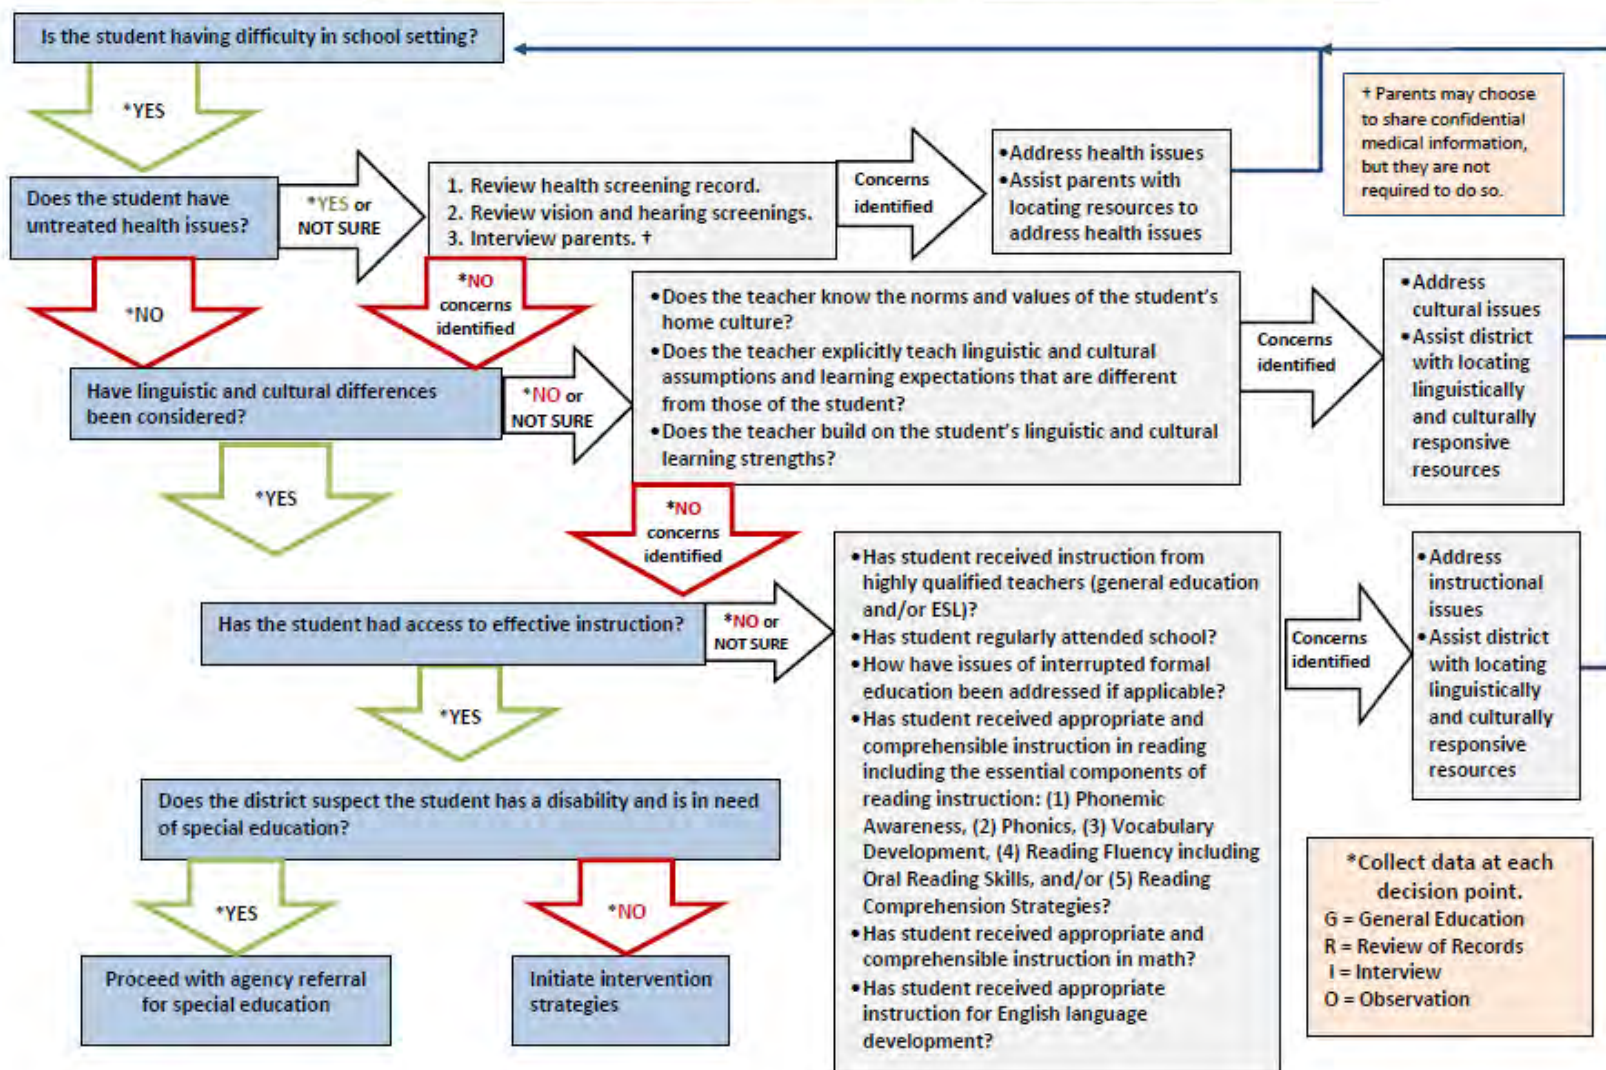 Is the student having difficulty in school setting?
*YES
† Parents may choose
to share confidential
medical information,
but they are not
required to do so.
Does the student have
untreated health issues?
*YES or
NOT SURE
1. Review health screening record.
2. Review vision and hearing screenings.
3. Interview parents. †
Concerns
identified
•Address health issues
•Assist parents with
locating resources to
address health issues
*NO
*NO
concerns
identified
Have linguistic and cultural differences
been considered?
*NO or
NOT SURE
•Does the teacher know the norms and values of the student's
home culture?
•Does the teacher explicitly teach linguistic and cultural
assumptions and learning expectations that are different
from those of the student?
•Does the teacher build on the student's linguistic and cultural
learning strengths?
Concerns
identified
•Address
cultural issues
•Assist district
with locating
linguistically
and culturally
responsive
resources
*YES
*NO
concerns
identified
Has the student had access to effective instruction?
*NO or
NOT SURE
•Has student received instruction from
highly qualified teachers (general education
and/or ESL)?
•Has student regularly attended school?
•How have issues of interrupted formal
education been addressed if applicable?
•Has student received appropriate and
comprehensible instruction in reading
including the essential components of
reading instruction: (1) Phonemic
Awareness, (2) Phonics, (3) Vocabulary
Development, (4) Reading Fluency including
Oral Reading Skills, and/or (5) Reading
Comprehension Strategies?
•Has student received appropriate and
comprehensible instruction in math?
•Has student received appropriate
instruction for English language
development?
Concerns
identified
•Address
instructional
issues
•Assist district
with locating
linguistically
and culturally
responsive
resources
*YES
Does the district suspect the student has a disability and is in need
of special education?
*YES
*NO
Proceed with agency referral
for special education
Initiate intervention
strategies
*Collect data at each
decision point.
G = General Education
R = Review of Records
I = Interview
O = Observation